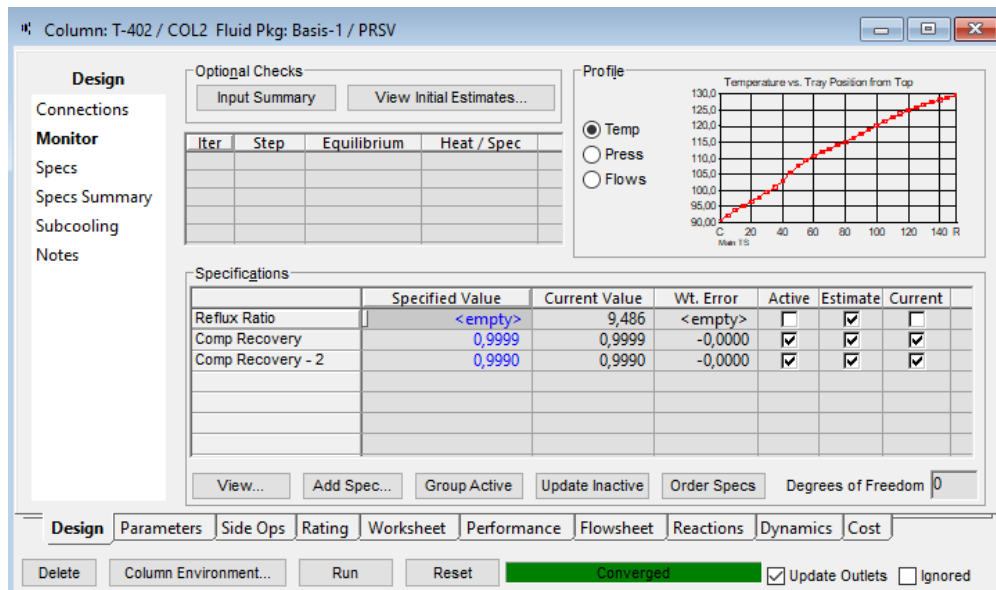 Column: T-402 / COL2 Fluid Pkg: Basis-1 / PRSV
Design
Connections
Monitor
Specs
Specs Summary
Subcooling
Notes
Optional Checks
Input Summary View Initial Estimates...
Iter Step Equilibrium Heat / Spec
Profile
Temp
Press
Flows
Temperature vs. Tray Position from Top
130,0
125,0
120,0
115,0
110,0
105,0
100,0
95,00
90,00
C 20 40 60 80 100 120 140 R
Main TS
Specifications
Specified Value Current Value Wt. Error Active Estimate Current
Reflux Ratio <empty> 9,486 <empty>
Comp Recovery 0,9999 0,9999 -0,0000
Comp Recovery - 2 0,9990 0,9990 -0,0000
View... Add Spec... Group Active Update Inactive Order Specs Degrees of Freedom 0
Design Parameters Side Ops Rating Worksheet Performance Flowsheet Reactions Dynamics Cost
Delete Column Environment... Run Reset Converged Update Outlets Ignored